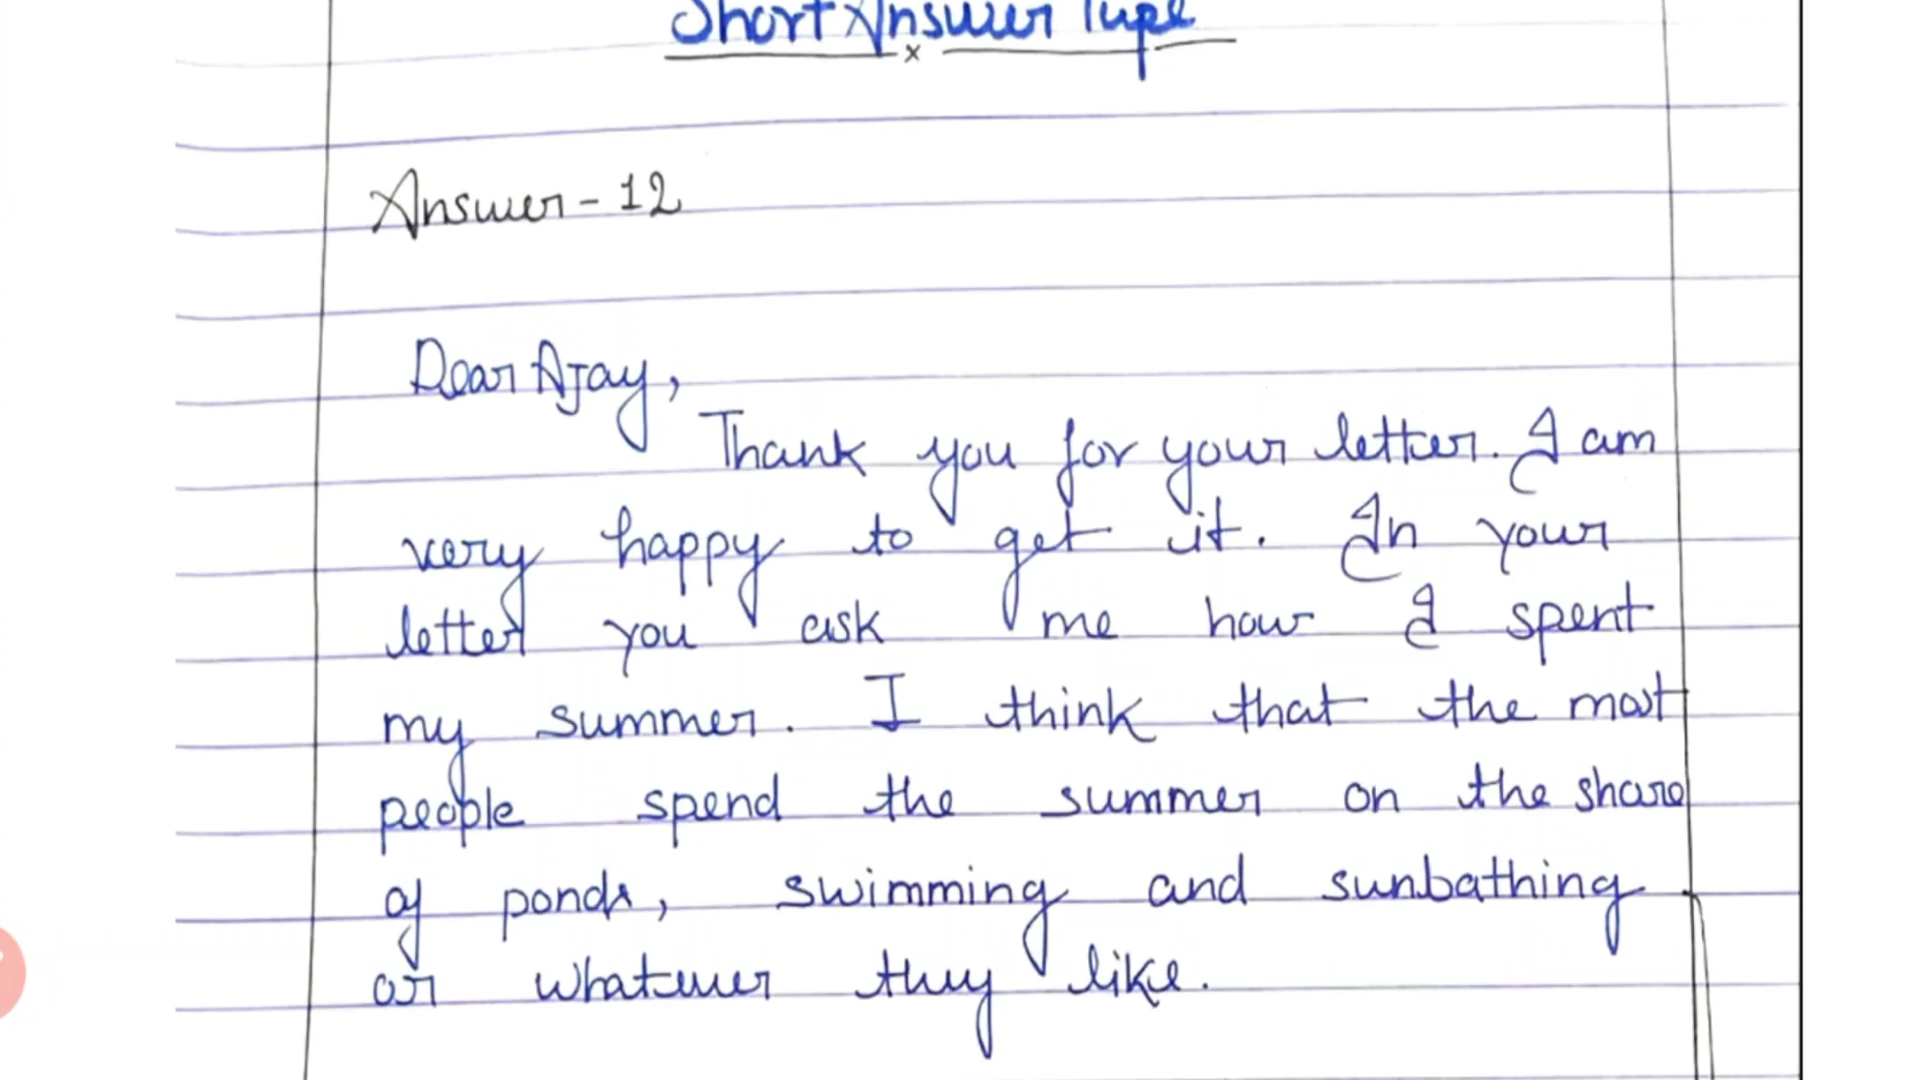 Short Answer Type
Answer - 12
Dear Ajay,
Thank you for your letter. I am
very happy to get it. In your
letter you ask me how I spent
my summer. I think that the most
people spend the summer on the shore
of ponds, swimming and sunbathing
or whatever they like.